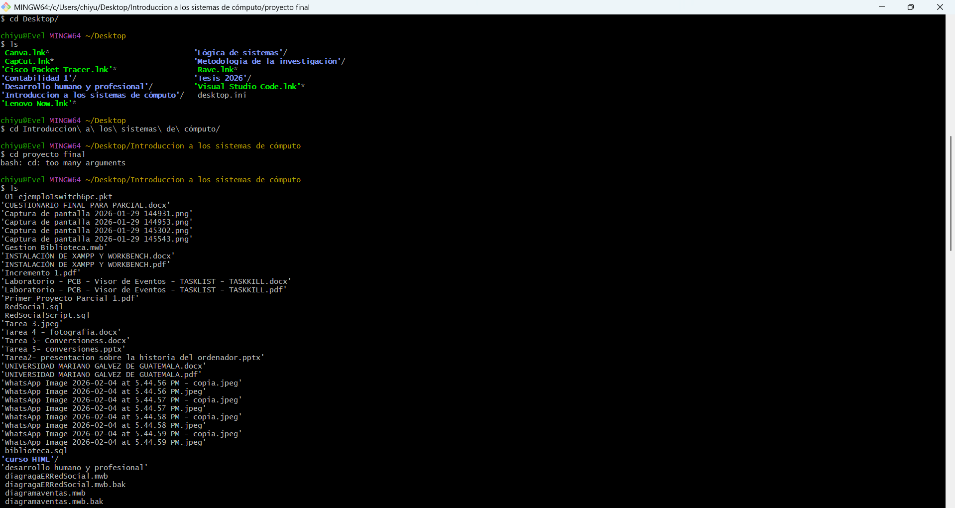 MINGW64:/c/Users/chiyu/Desktop/Introduccion a los sistemas de cómputo/proyecto final
$ cd Desktop/
chiyu@Evel MINGW64 ~/Desktop
$ ls
Canva.lnk* 'Lógica de sistemas'/
CapCut.lnk* 'Metodología de la investigación'/
'Cisco Packet Tracer.lnk'* Rave.lnk*
'Contabilidad I'/ 'Tesis 2026'/
'Desarrollo humano y profesional'/ 'Visual Studio Code.lnk'*
'Introduccion a los sistemas de cómputo'/ desktop.ini
'Lenovo Now.lnk'*
chiyu@Evel MINGW64 ~/Desktop
$ cd Introduccion\ a\ los\ sistemas\ de\ cómputo/
chiyu@Evel MINGW64 ~/Desktop/Introduccion a los sistemas de cómputo
$ cd proyecto final
bash: cd: too many arguments
chiyu@Evel MINGW64 ~/Desktop/Introduccion a los sistemas de cómputo
$ ls
01 ejemplo1switch6pc.pkt
'CUESTIONARIO FINAL PARA PARCIAL.docx'
'Captura de pantalla 2026-01-29 144931.png'
'Captura de pantalla 2026-01-29 144953.png'
'Captura de pantalla 2026-01-29 145302.png'
'Captura de pantalla 2026-01-29 145543.png'
'Gestion Biblioteca.mwb'
'INSTALACIÓN DE XAMPP Y WORKBENCH.docx'
'INSTALACIÓN DE XAMPP Y WORKBENCH.pdf'
'Incremento 1.pdf'
'Laboratorio - PCB - Visor de Eventos - TASKLIST - TASKKILL.docx'
'Laboratorio - PCB - Visor de Eventos - TASKLIST - TASKKILL.pdf'
'Primer Proyecto Parcial 1.pdf'
RedSocial.sql
RedSocialScript.sql
'Tarea 3.jpeg'
'Tarea 4 - fotografia.docx'
'Tarea 5- Conversioness.docx'
'Tarea 5- conversiones.pptx'
'Tarea2- presentacion sobre la historia del ordenador.pptx'
'UNIVERSIDAD MARIANO GALVEZ DE GUATEMALA.docx'
'UNIVERSIDAD MARIANO GALVEZ DE GUATEMALA.pdf'
'WhatsApp Image 2026-02-04 at 5.44.56 PM - copia.jpeg'
'WhatsApp Image 2026-02-04 at 5.44.56 PM.jpeg'
'WhatsApp Image 2026-02-04 at 5.44.57 PM - copia.jpeg'
'WhatsApp Image 2026-02-04 at 5.44.57 PM.jpeg'
'WhatsApp Image 2026-02-04 at 5.44.58 PM - copia.jpeg'
'WhatsApp Image 2026-02-04 at 5.44.58 PM.jpeg'
'WhatsApp Image 2026-02-04 at 5.44.59 PM - copia.jpeg'
'WhatsApp Image 2026-02-04 at 5.44.59 PM.jpeg'
biblioteca.sql
'curso HTML'/
'desarrollo humano y profesional'
diagragaERRedSocial.mwb
diagragaERRedSocial.mwb.bak
diagramaventas.mwb
diagramaventas.mwb.bak